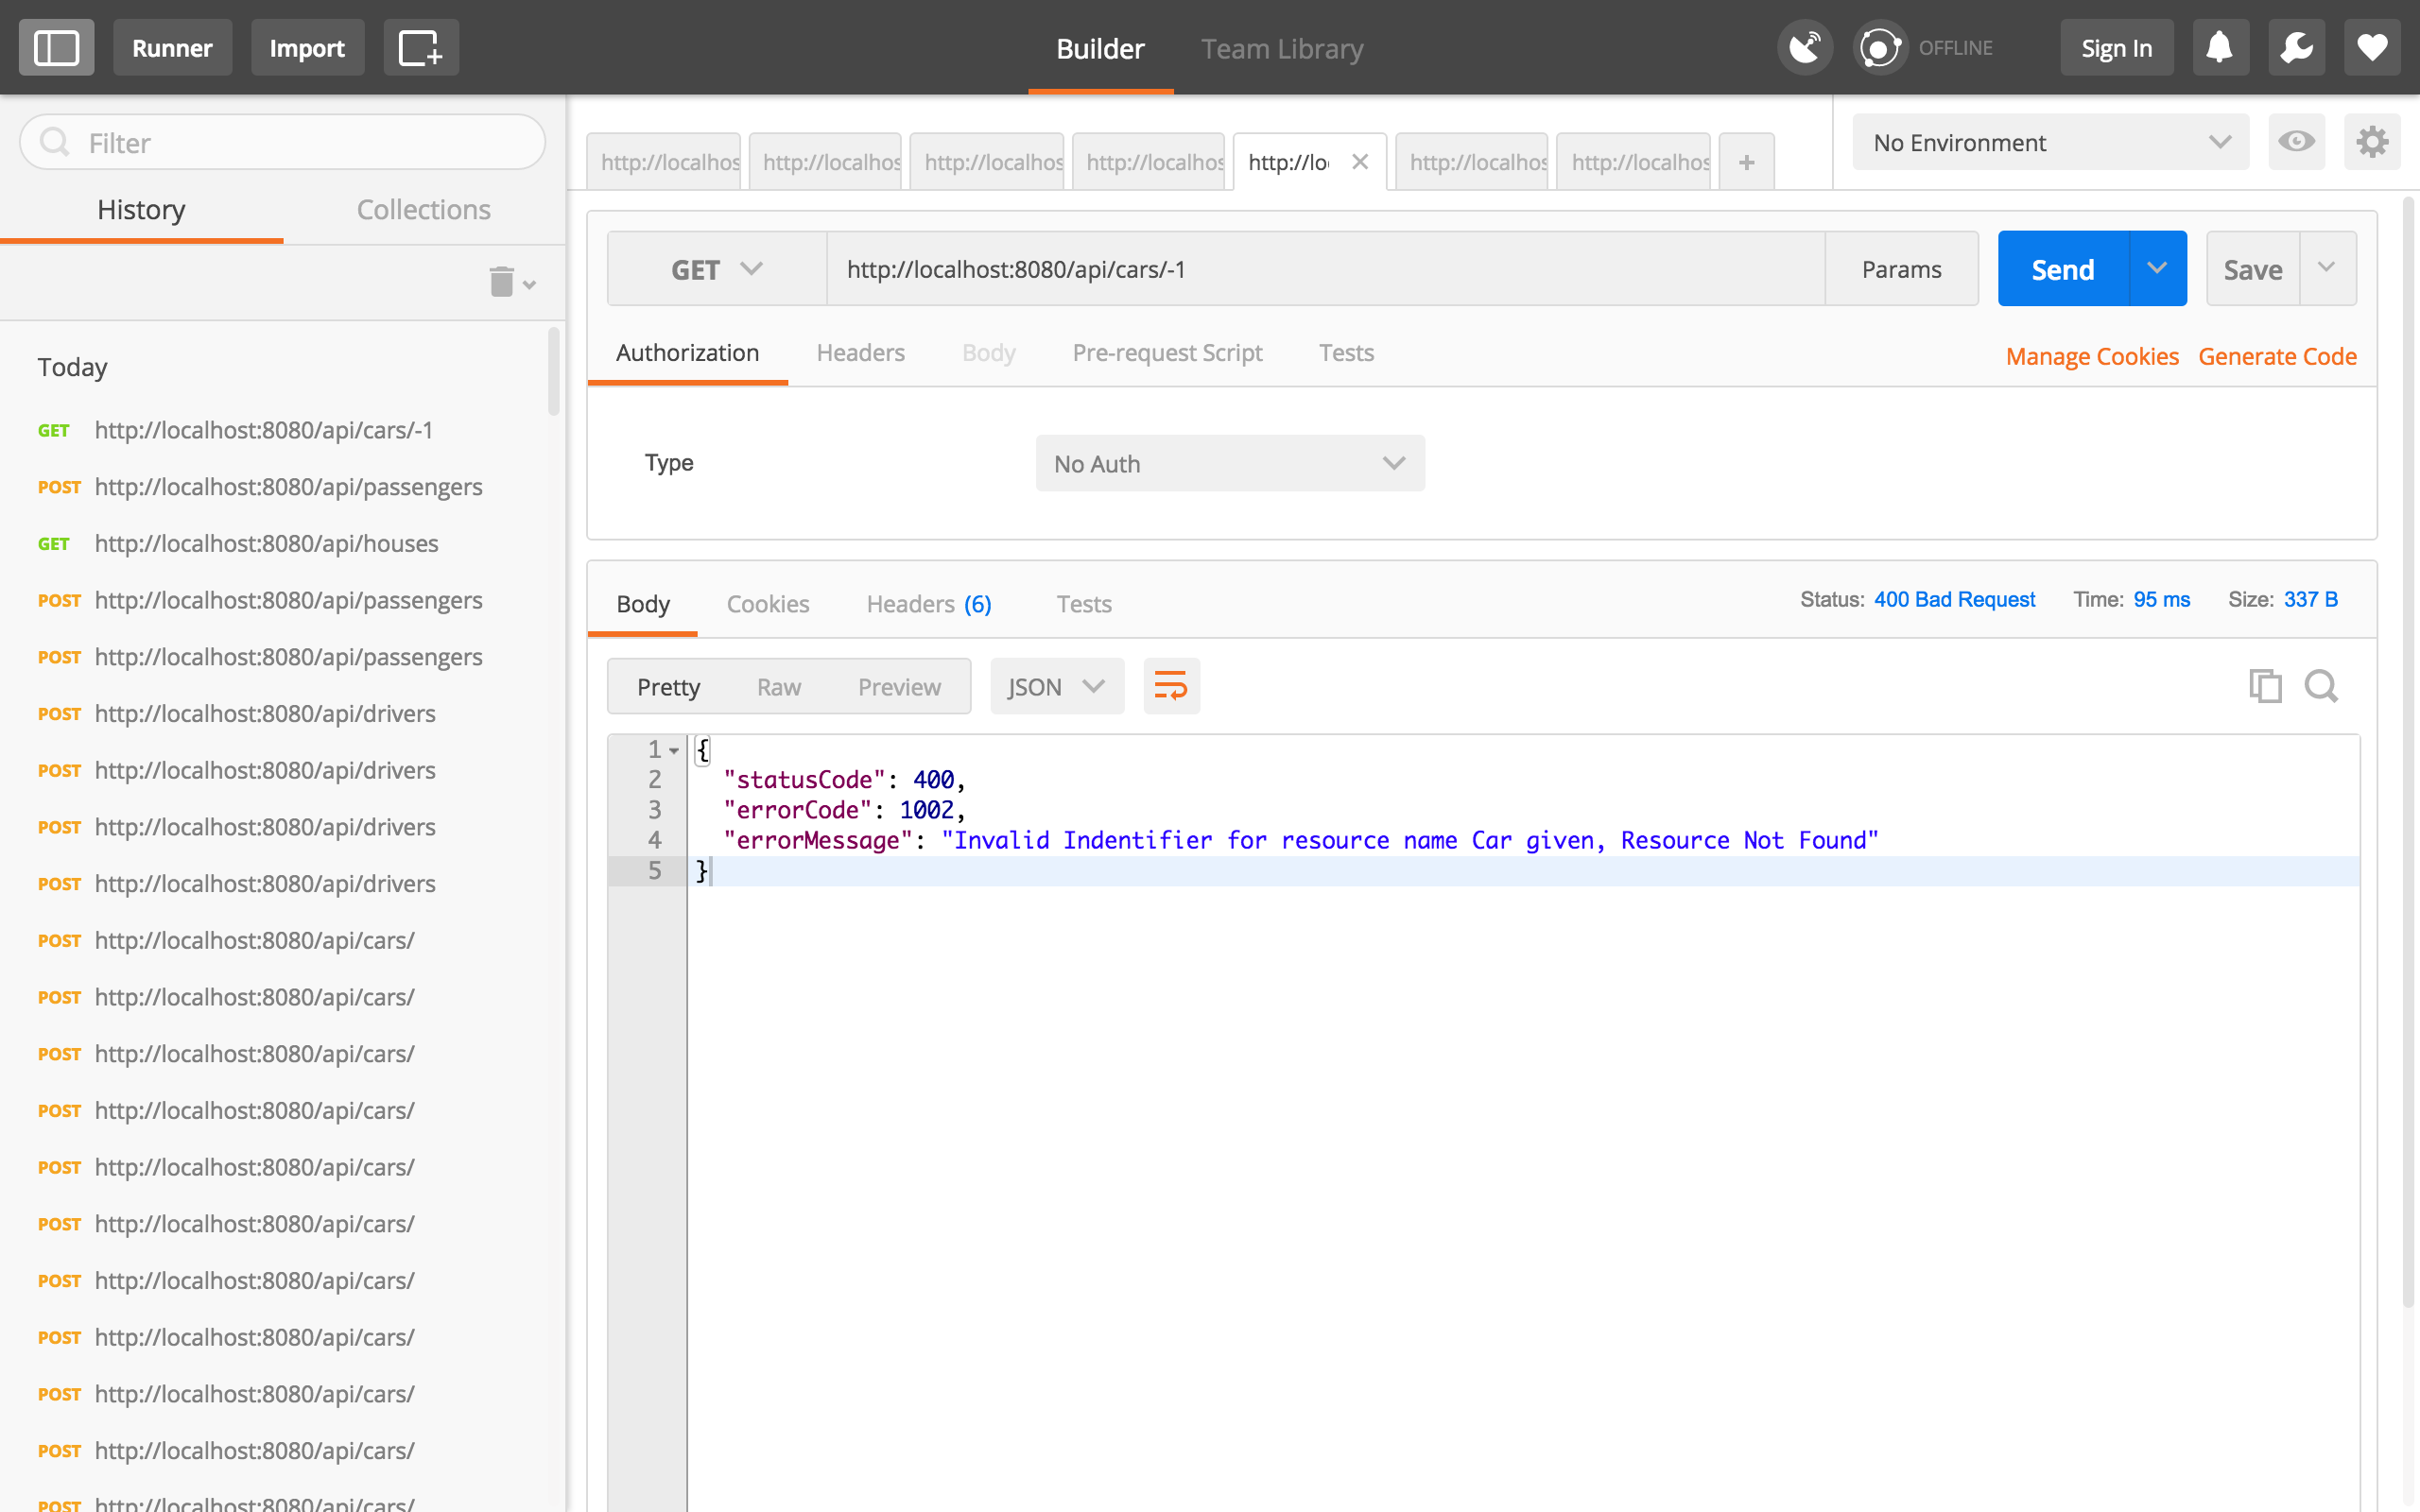 Runner
Import
Builder
Team Library
OFFLINE
Sign In
Filter
History
Collections
Today
GET http://localhost:8080/api/cars/-1
POST http://localhost:8080/api/passengers
GET http://localhost:8080/api/houses
POST http://localhost:8080/api/passengers
POST http://localhost:8080/api/passengers
POST http://localhost:8080/api/drivers
POST http://localhost:8080/api/drivers
POST http://localhost:8080/api/drivers
POST http://localhost:8080/api/drivers
POST http://localhost:8080/api/cars/
POST http://localhost:8080/api/cars/
POST http://localhost:8080/api/cars/
POST http://localhost:8080/api/cars/
POST http://localhost:8080/api/cars/
POST http://localhost:8080/api/cars/
POST http://localhost:8080/api/cars/
POST http://localhost:8080/api/cars/
POST http://localhost:8080/api/cars/
POST http://localhost:8080/api/cars/
POST http://localhost:8080/api/cars/
http://localhos
http://localhos
http://localhos
http://localhos
http://lo
http://localhos
http://localhos
+
No Environment
GET
http://localhost:8080/api/cars/-1
Params
Send
Save
Authorization
Headers
Body
Pre-request Script
Tests
Manage Cookies
Generate Code
Type
No Auth
Body
Cookies
Headers (6)
Tests
Status: 400 Bad Request
Time: 95 ms
Size: 337 B
Pretty
Raw
Preview
JSON
1 {
2 "statusCode": 400,
3 "errorCode": 1002,
4 "errorMessage": "Invalid Indentifier for resource name Car given, Resource Not Found"
5 }